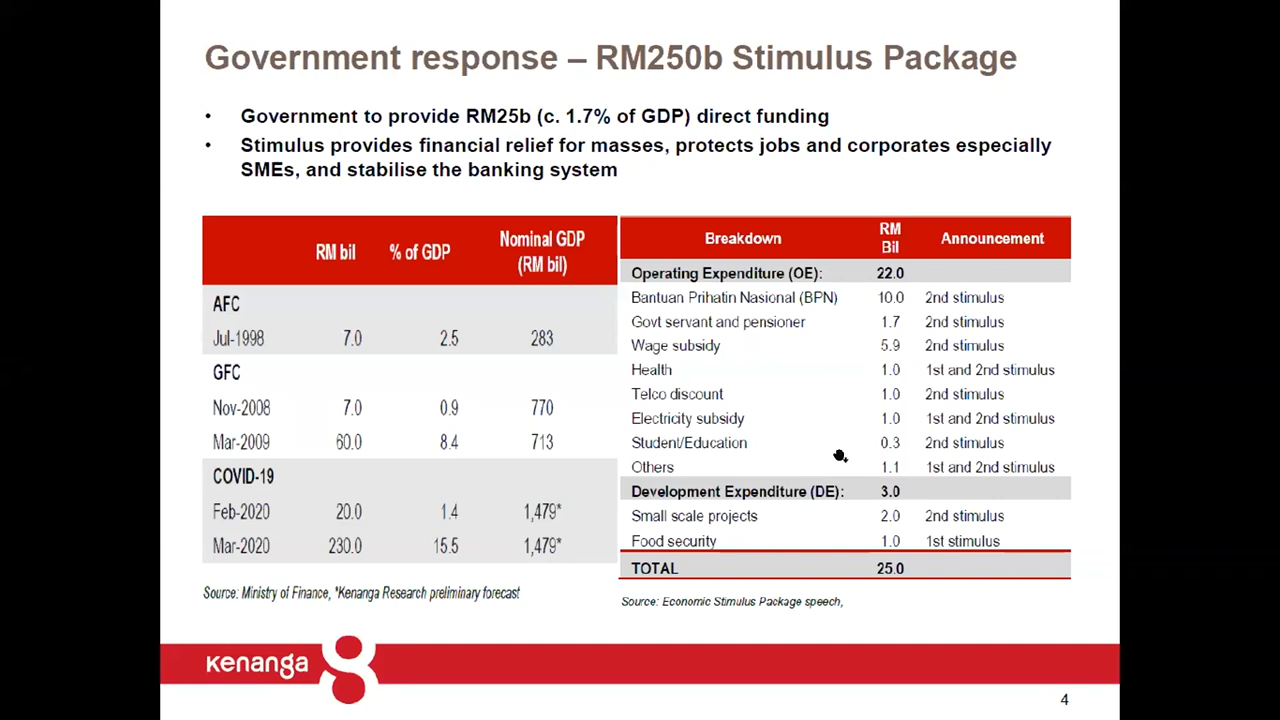 Government response – RM250b Stimulus Package
• Government to provide RM25b (c. 1.7% of GDP) direct funding
• Stimulus provides financial relief for masses, protects jobs and corporates especially
SMEs, and stabilise the banking system
RM bil % of GDP Nominal GDP
(RM bil)
AFC
Jul-1998 7.0 2.5 283
GFC
Nov-2008 7.0 0.9 770
Mar-2009 60.0 8.4 713
COVID-19
Feb-2020 20.0 1.4 1,479*
Mar-2020 230.0 15.5 1,479*
Source: Ministry of Finance, *Kenanga Research preliminary forecast
Breakdown RM
Bil Announcement
Operating Expenditure (OE): 22.0
Bantuan Prihatin Nasional (BPN) 10.0 2nd stimulus
Govt servant and pensioner 1.7 2nd stimulus
Wage subsidy 5.9 2nd stimulus
Health 1.0 1st and 2nd stimulus
Telco discount 1.0 2nd stimulus
Electricity subsidy 1.0 1st and 2nd stimulus
Student/Education 0.3 2nd stimulus
Others 1.1 1st and 2nd stimulus
Development Expenditure (DE): 3.0
Small scale projects 2.0 2nd stimulus
Food security 1.0 1st stimulus
TOTAL 25.0
Source: Economic Stimulus Package speech,
kenanga
4